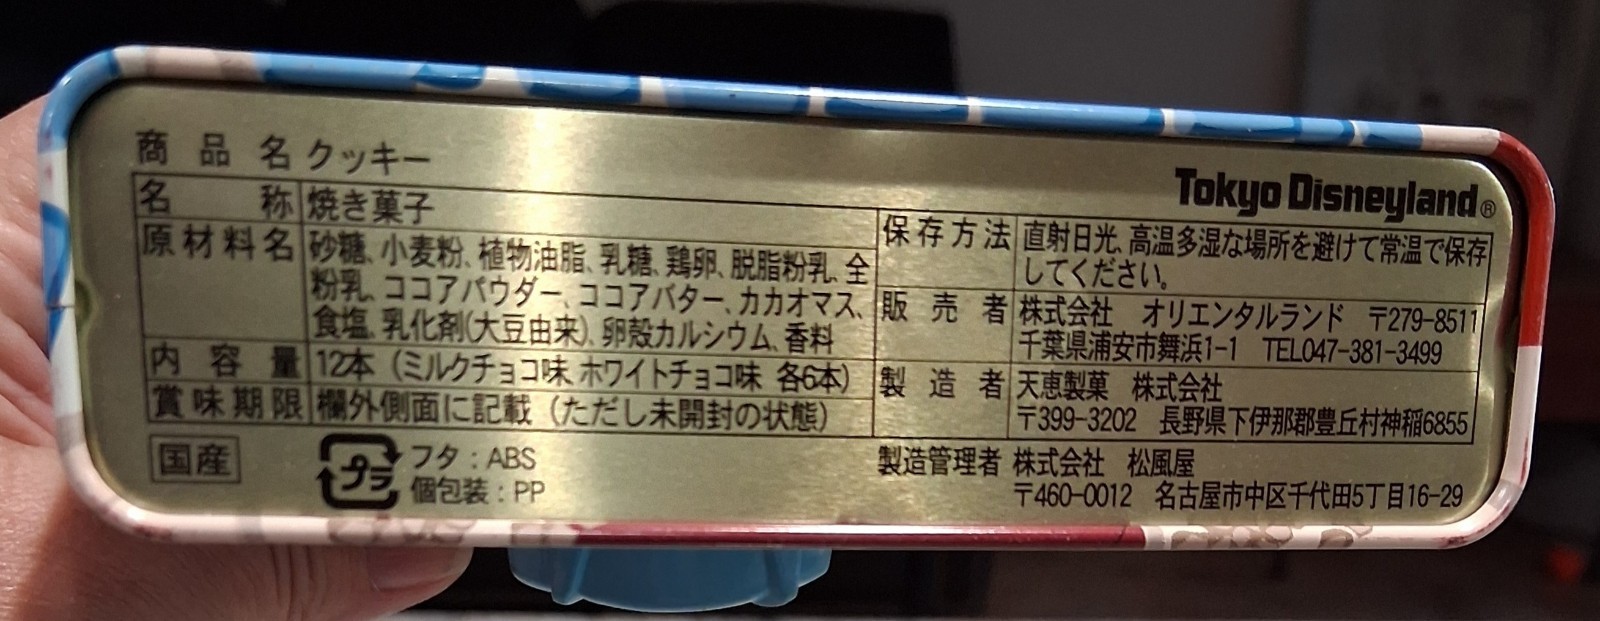 商品名 クッキー
Tokyo Disneyland®
名称 焼き菓子
原材料名 砂糖、小麦粉、植物油脂、乳糖、鶏卵、脱脂粉乳、全
粉乳、ココアパウダー、ココアバター、カカオマス、
食塩、乳化剤(大豆由来)、卵殻カルシウム、香料
内容量 12本（ミルクチョコ味、ホワイトチョコ味 各6本）
賞味期限 欄外側面に記載（ただし未開封の状態）
国産
プラ
フタ：ABS
個包装：PP
保存方法 直射日光、高温多湿な場所を避けて常温で保存
してください。
販売者 株式会社 オリエンタルランド 〒279-8511
千葉県浦安市舞浜1-1 TEL047-381-3499
製造者 天恵製菓 株式会社
〒399-3202 長野県下伊那郡豊丘村神稲6855
製造管理者 株式会社 松風屋
〒460-0012 名古屋市中区千代田5丁目16-29